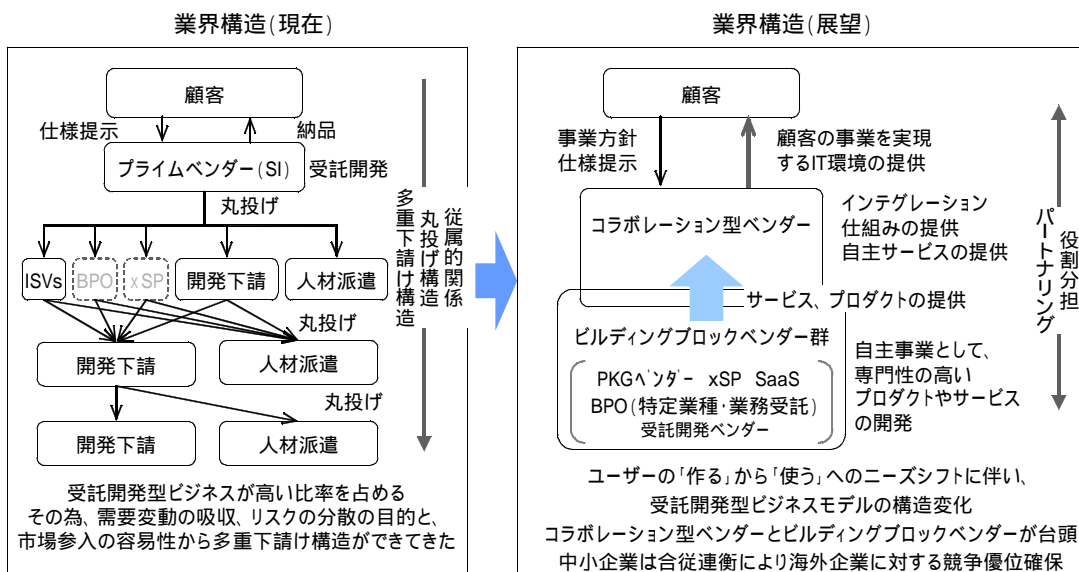 業界構造(現在)
顧客
仕様提示
納品
プライムベンダー(SI)
受託開発
丸投げ
ISVs
BPO
xSP
開発下請
人材派遣
丸投げ
開発下請
人材派遣
丸投げ
開発下請
人材派遣
従属的関係
丸投げ構造
多重下請け構造
受託開発型ビジネスが高い比率を占める
その為、需要変動の吸収、リスクの分散の目的と、
市場参入の容易性から多重下請け構造ができてきた
業界構造(展望)
顧客
事業方針
仕様提示
顧客の事業を実現
するIT環境の提供
コラボレーション型ベンダー
インテグレーション
仕組みの提供
自主サービスの提供
サービス、プロダクトの提供
ビルディングブロックベンダー群
PKGベンダー xSP SaaS
BPO(特定業種・業務受託)
受託開発ベンダー
自主事業として、
専門性の高い
プロダクトやサービス
の開発
役割分担
パートナリング
ユーザーの「作る」から「使う」へのニーズシフトに伴い、
受託開発型ビジネスモデルの構造変化
コラボレーション型ベンダーとビルディングブロックベンダーが台頭
中小企業は合従連衡により海外企業に対する競争優位確保